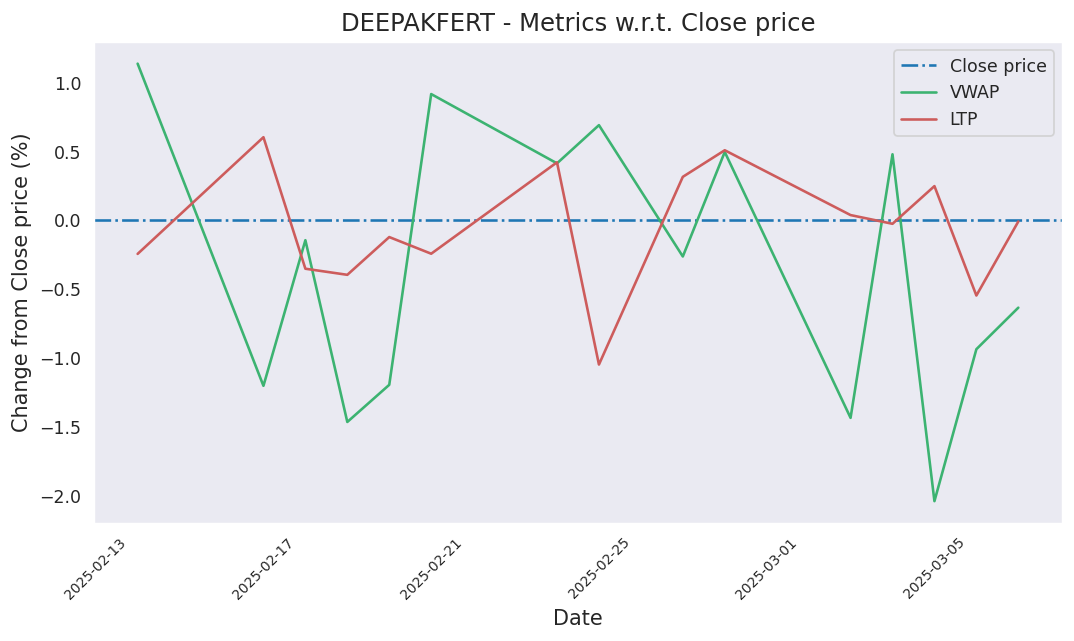 DEEPAKFERT - Metrics w.r.t. Close price
Close price
VWAP
LTP
Change from Close price (%)
1.0
0.5
0.0
−0.5
−1.0
−1.5
−2.0
2025-02-13
2025-02-17
2025-02-21
2025-02-25
2025-03-01
2025-03-05
Date